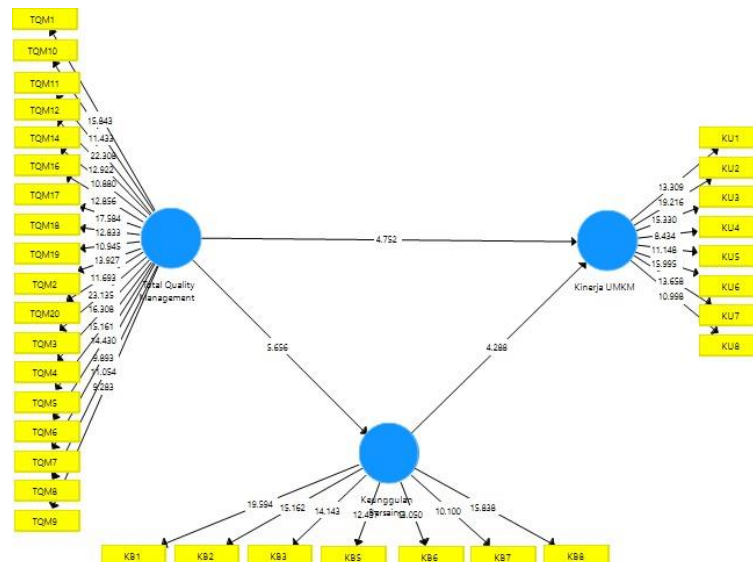 TQM1
TQM10
TQM11
TQM12
TQM14
TQM16
TQM17
TQM18
TQM19
TQM2
TQM20
TQM3
TQM4
TQM5
TQM6
TQM7
TQM8
TQM9
15.843
11.433
22.308
12.922
10.880
12.856
17.584
12.833
10.945
13.927
11.693
23.135
16.308
15.161
14.430
9.893
11.054
9.283
Total Quality
Management
4.752
5.656
4.288
Kinerja UMKM
13.309
19.216
15.330
8.434
11.148
15.995
13.658
10.998
KU1
KU2
KU3
KU4
KU5
KU6
KU7
KU8
Keunggulan
Bersaing
19.594
15.162
14.143
10.100
15.838
KB1
KB2
KB3
KB5
KB6
KB7
KB8